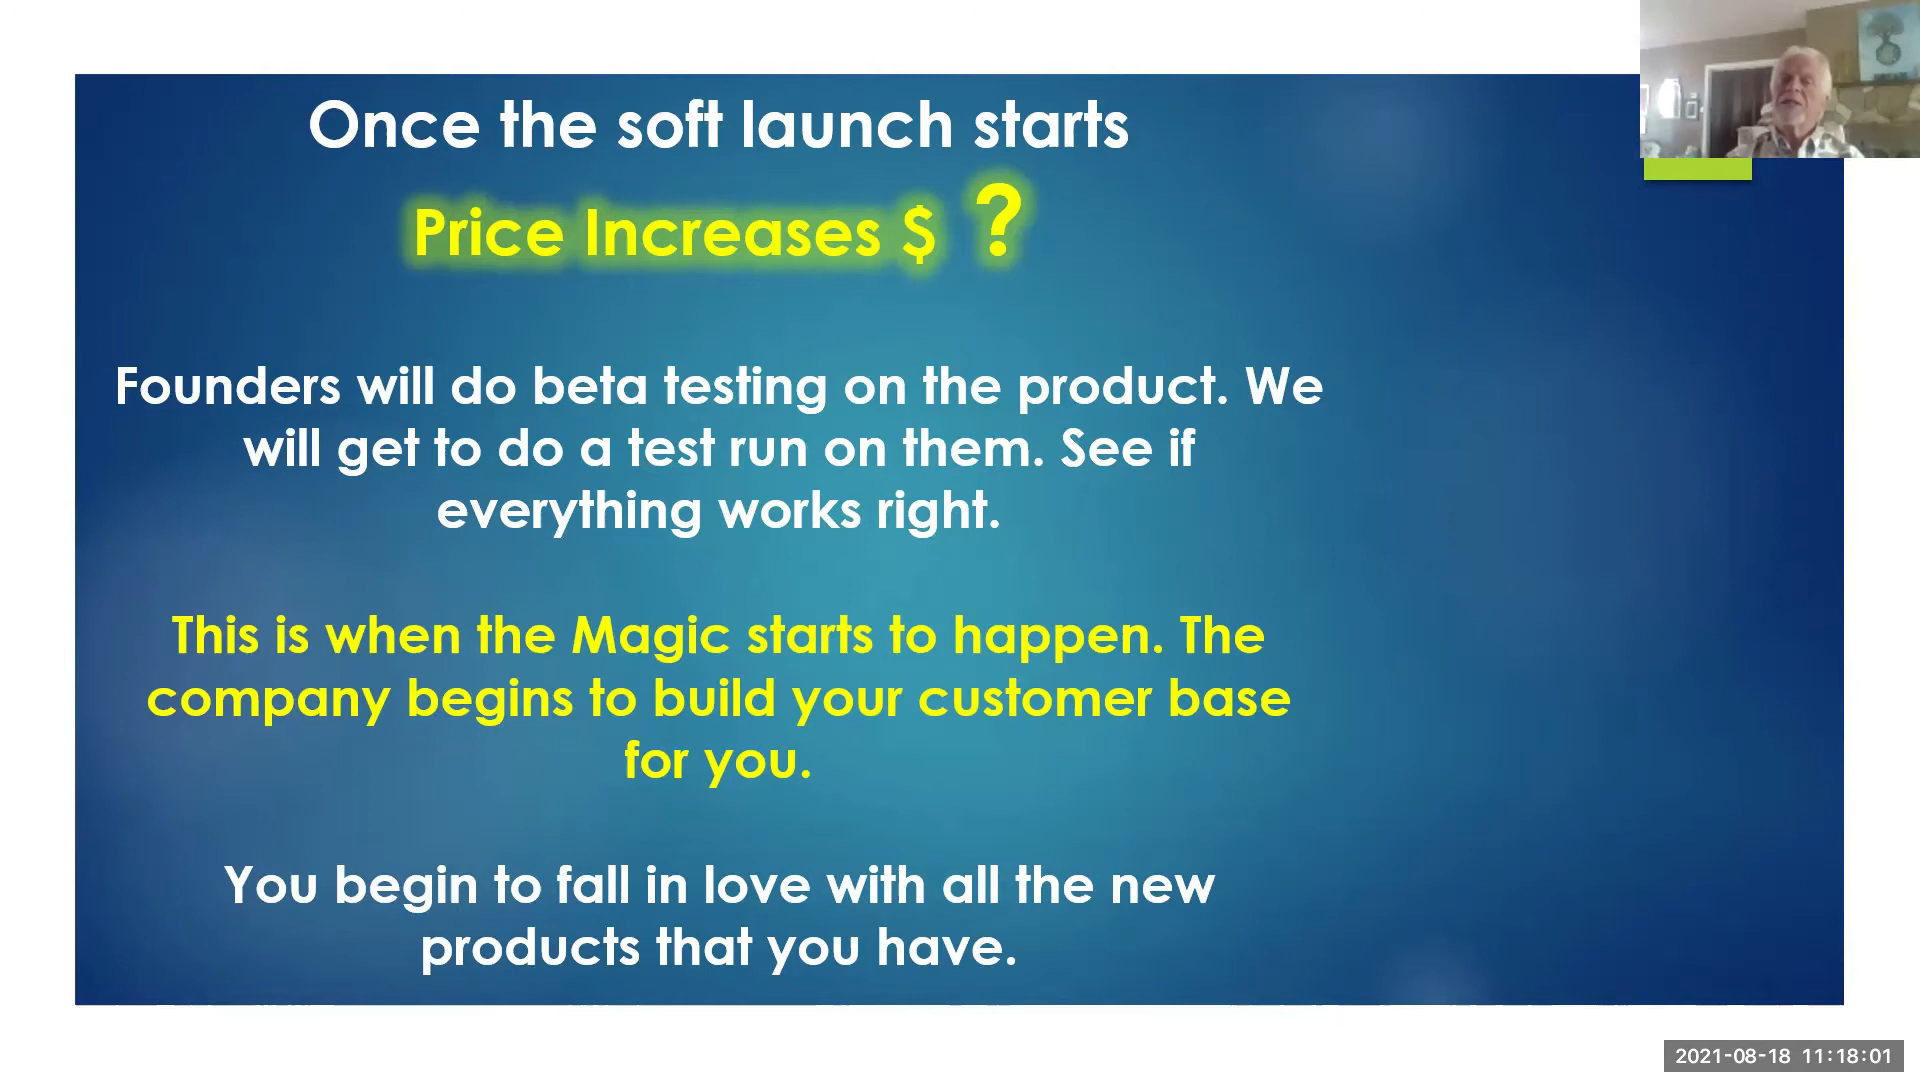 Once the soft launch starts
Price Increases $ ?
Founders will do beta testing on the product. We
will get to do a test run on them. See if
everything works right.
This is when the Magic starts to happen. The
company begins to build your customer base
for you.
You begin to fall in love with all the new
products that you have.
2021-08-18 11:18:01